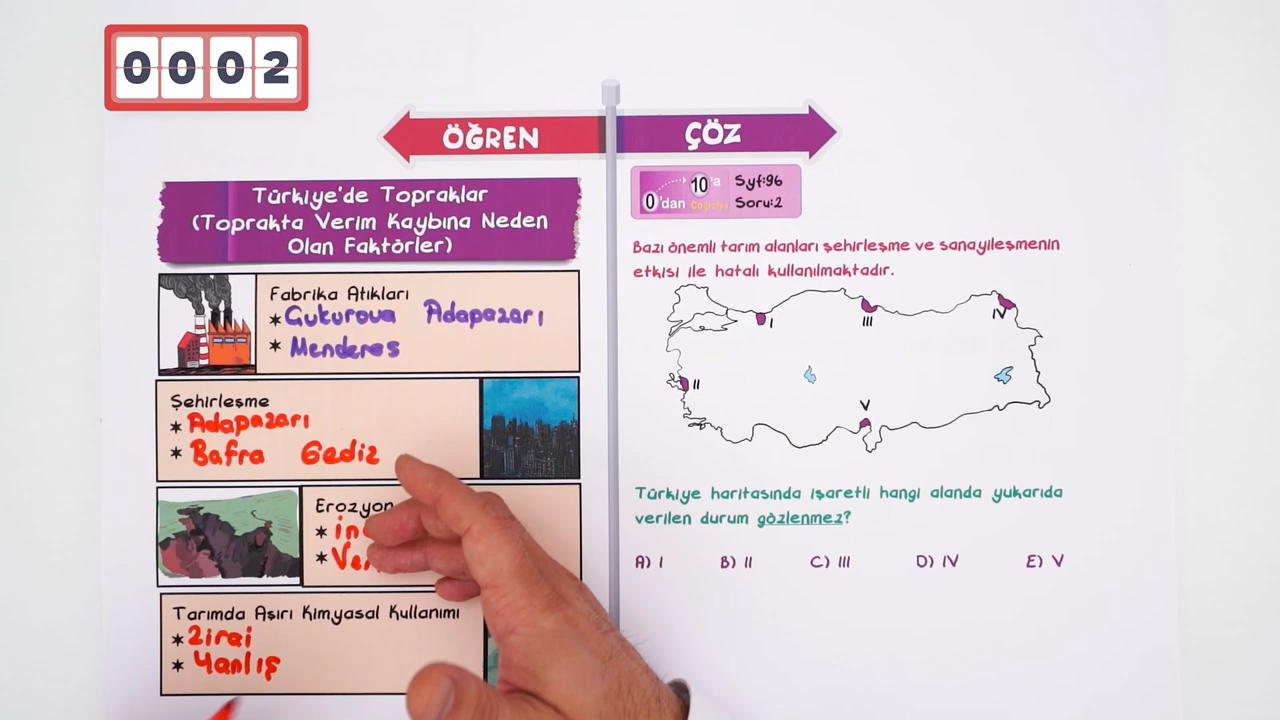 0002
ÖĞREN
ÇÖZ
Türkiye'de Topraklar
(Toprakta Verim Kaybına Neden
Olan Faktörler)
Fabrika Atıkları
* Çukurova Adapazarı
* Menderes
Şehirleşme
* Adapazarı
* Bafra Gediz
Erozyon
*
*
Tarımda Aşırı Kimyasal Kullanımı
* Zirai
* Yanlış
0'dan 10'a Coğrafya
Syf:96
Soru:2
Bazı önemli tarım alanları şehirleşme ve sanayileşmenin
etkisi ile hatalı kullanılmaktadır.
I
III
IV
II
V
Türkiye haritasında işaretli hangi alanda yukarıda
verilen durum gözlenmez?
A) I B) II C) III D) IV E) V